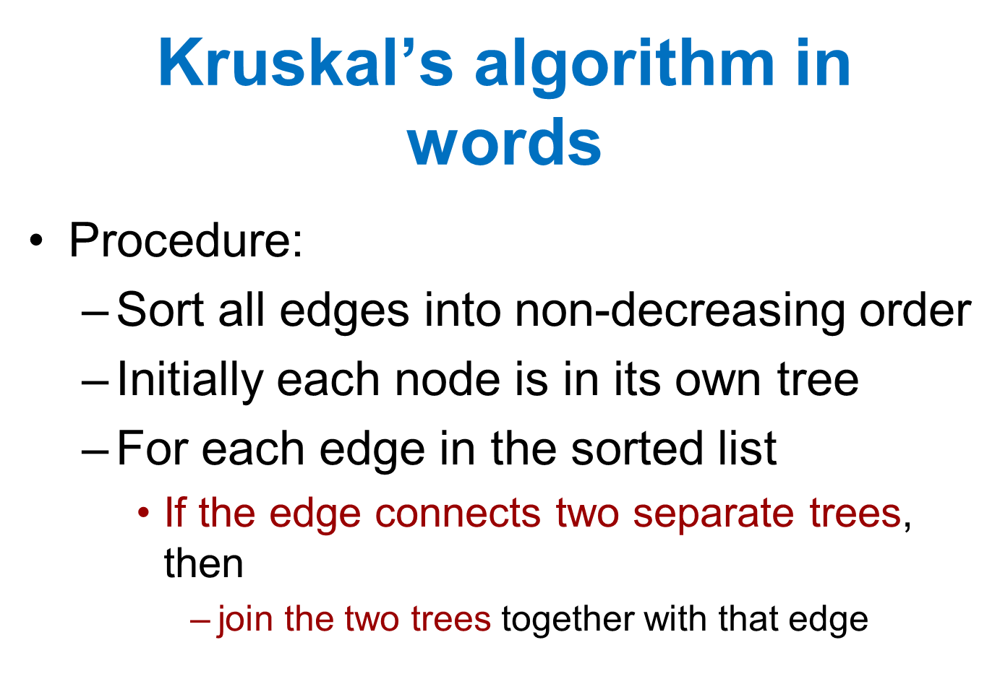 Kruskal’s algorithm in
words
• Procedure:
– Sort all edges into non-decreasing order
– Initially each node is in its own tree
– For each edge in the sorted list
• If the edge connects two separate trees,
then
– join the two trees together with that edge